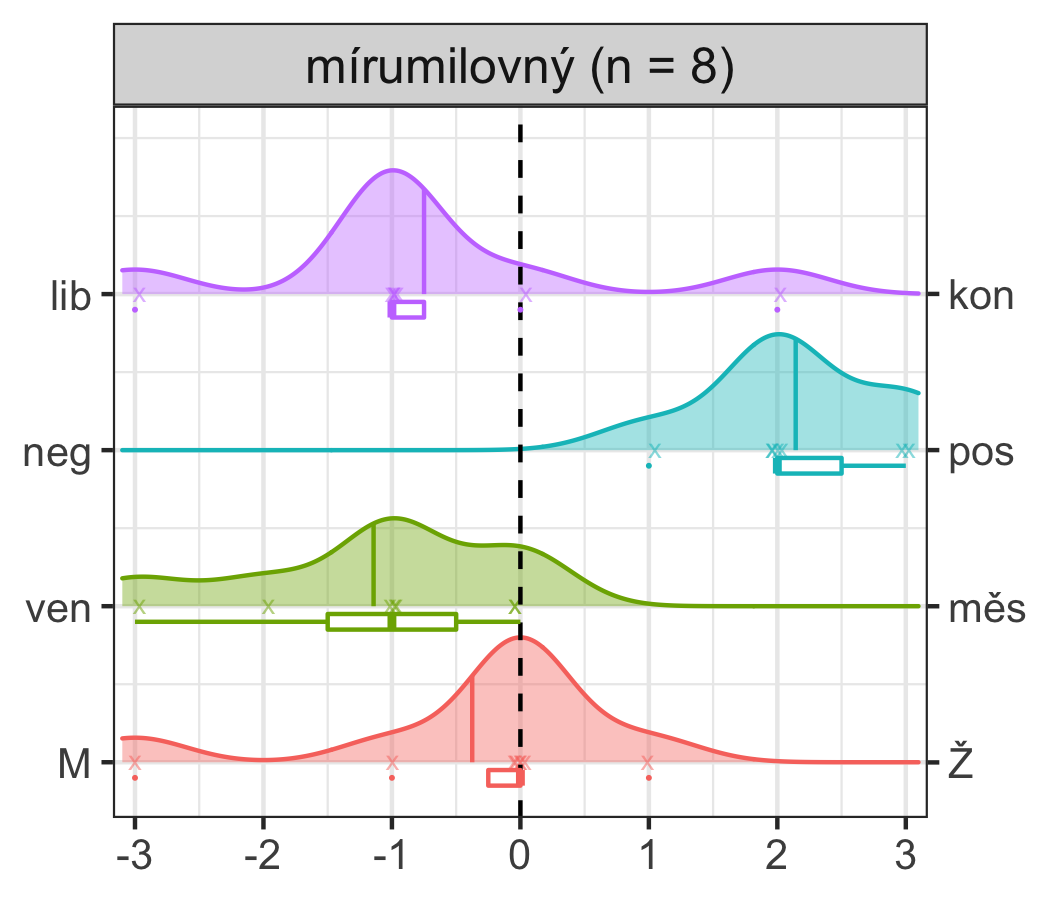 mírumilovný (n = 8)
lib kon
neg pos
ven měs
M Ž
-3 -2 -1 0 1 2 3